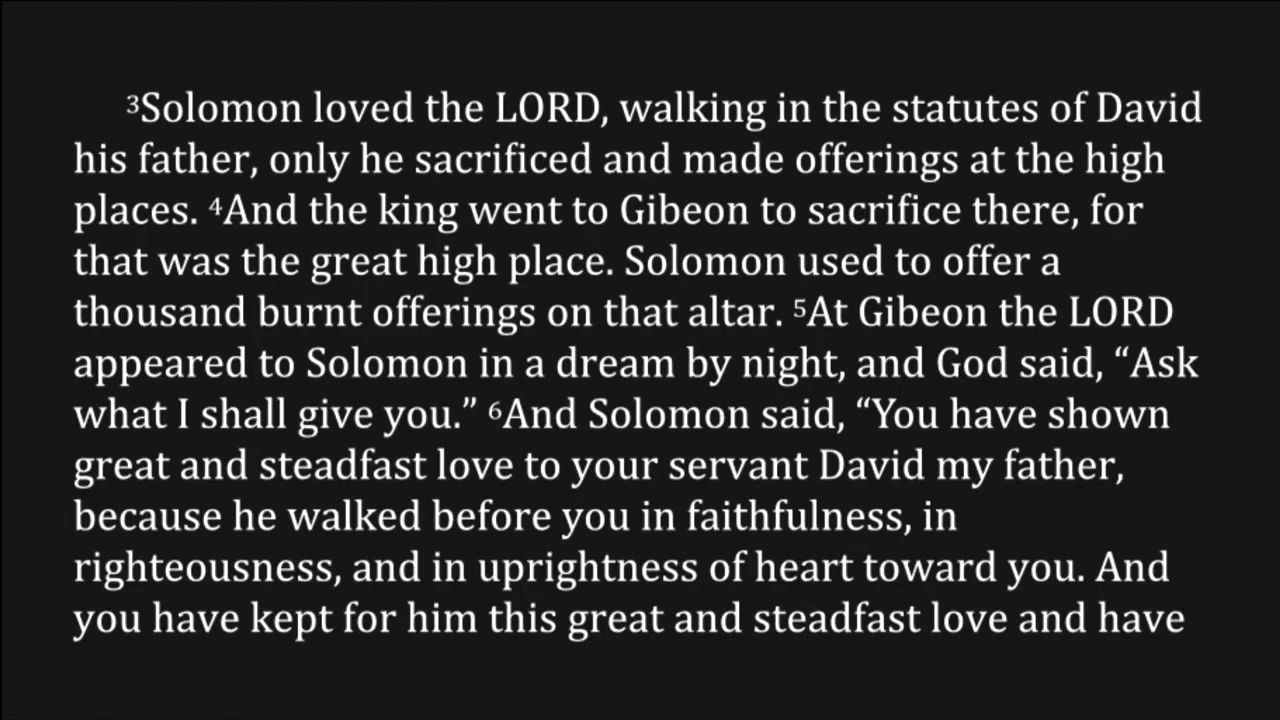 ³Solomon loved the LORD, walking in the statutes of David
his father, only he sacrificed and made offerings at the high
places. ⁴And the king went to Gibeon to sacrifice there, for
that was the great high place. Solomon used to offer a
thousand burnt offerings on that altar. ⁵At Gibeon the LORD
appeared to Solomon in a dream by night, and God said, “Ask
what I shall give you.” ⁶And Solomon said, “You have shown
great and steadfast love to your servant David my father,
because he walked before you in faithfulness, in
righteousness, and in uprightness of heart toward you. And
you have kept for him this great and steadfast love and have